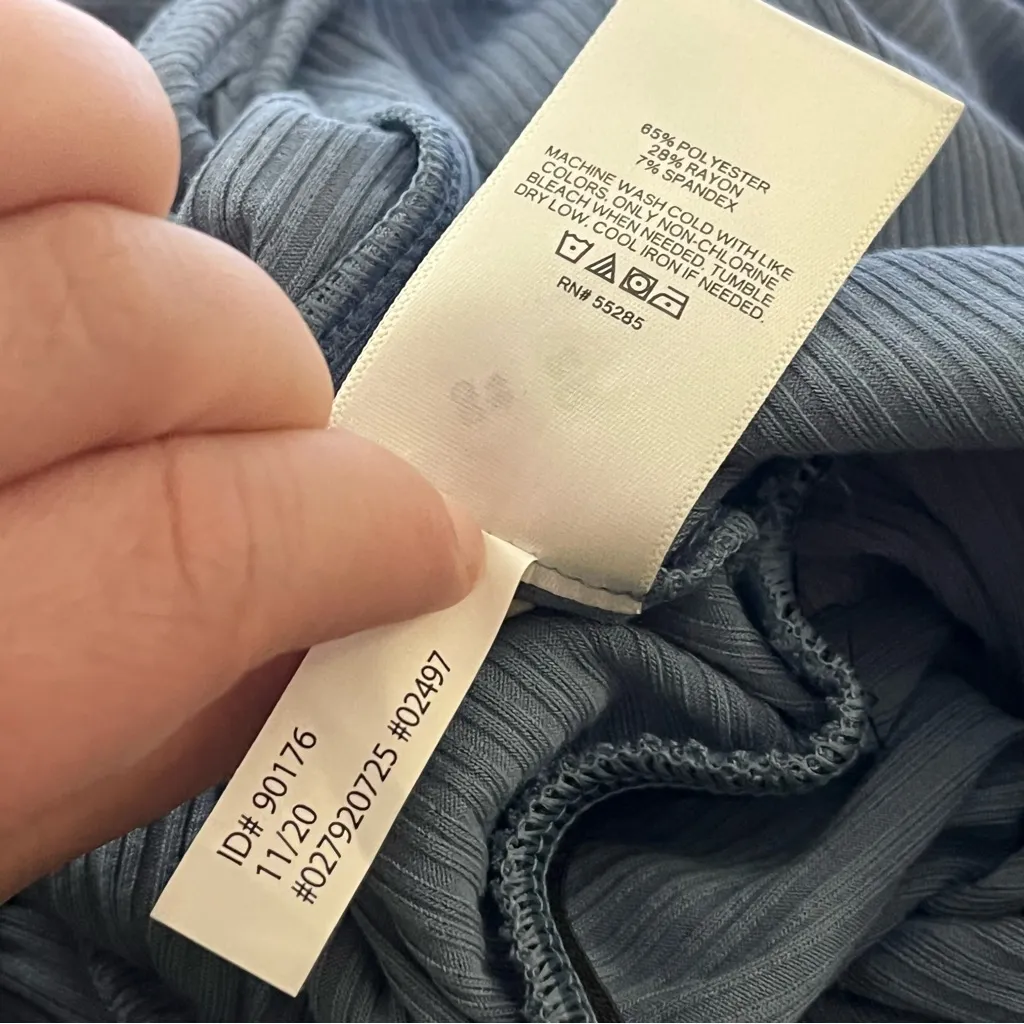 65% POLYESTER
28% RAYON
7% SPANDEX
MACHINE WASH COLD WITH LIKE
COLORS, ONLY NON-CHLORINE
BLEACH WHEN NEEDED, TUMBLE
DRY LOW, COOL IRON IF NEEDED.
RN# 55285
ID# 90176
11/20
#027920725 #02497